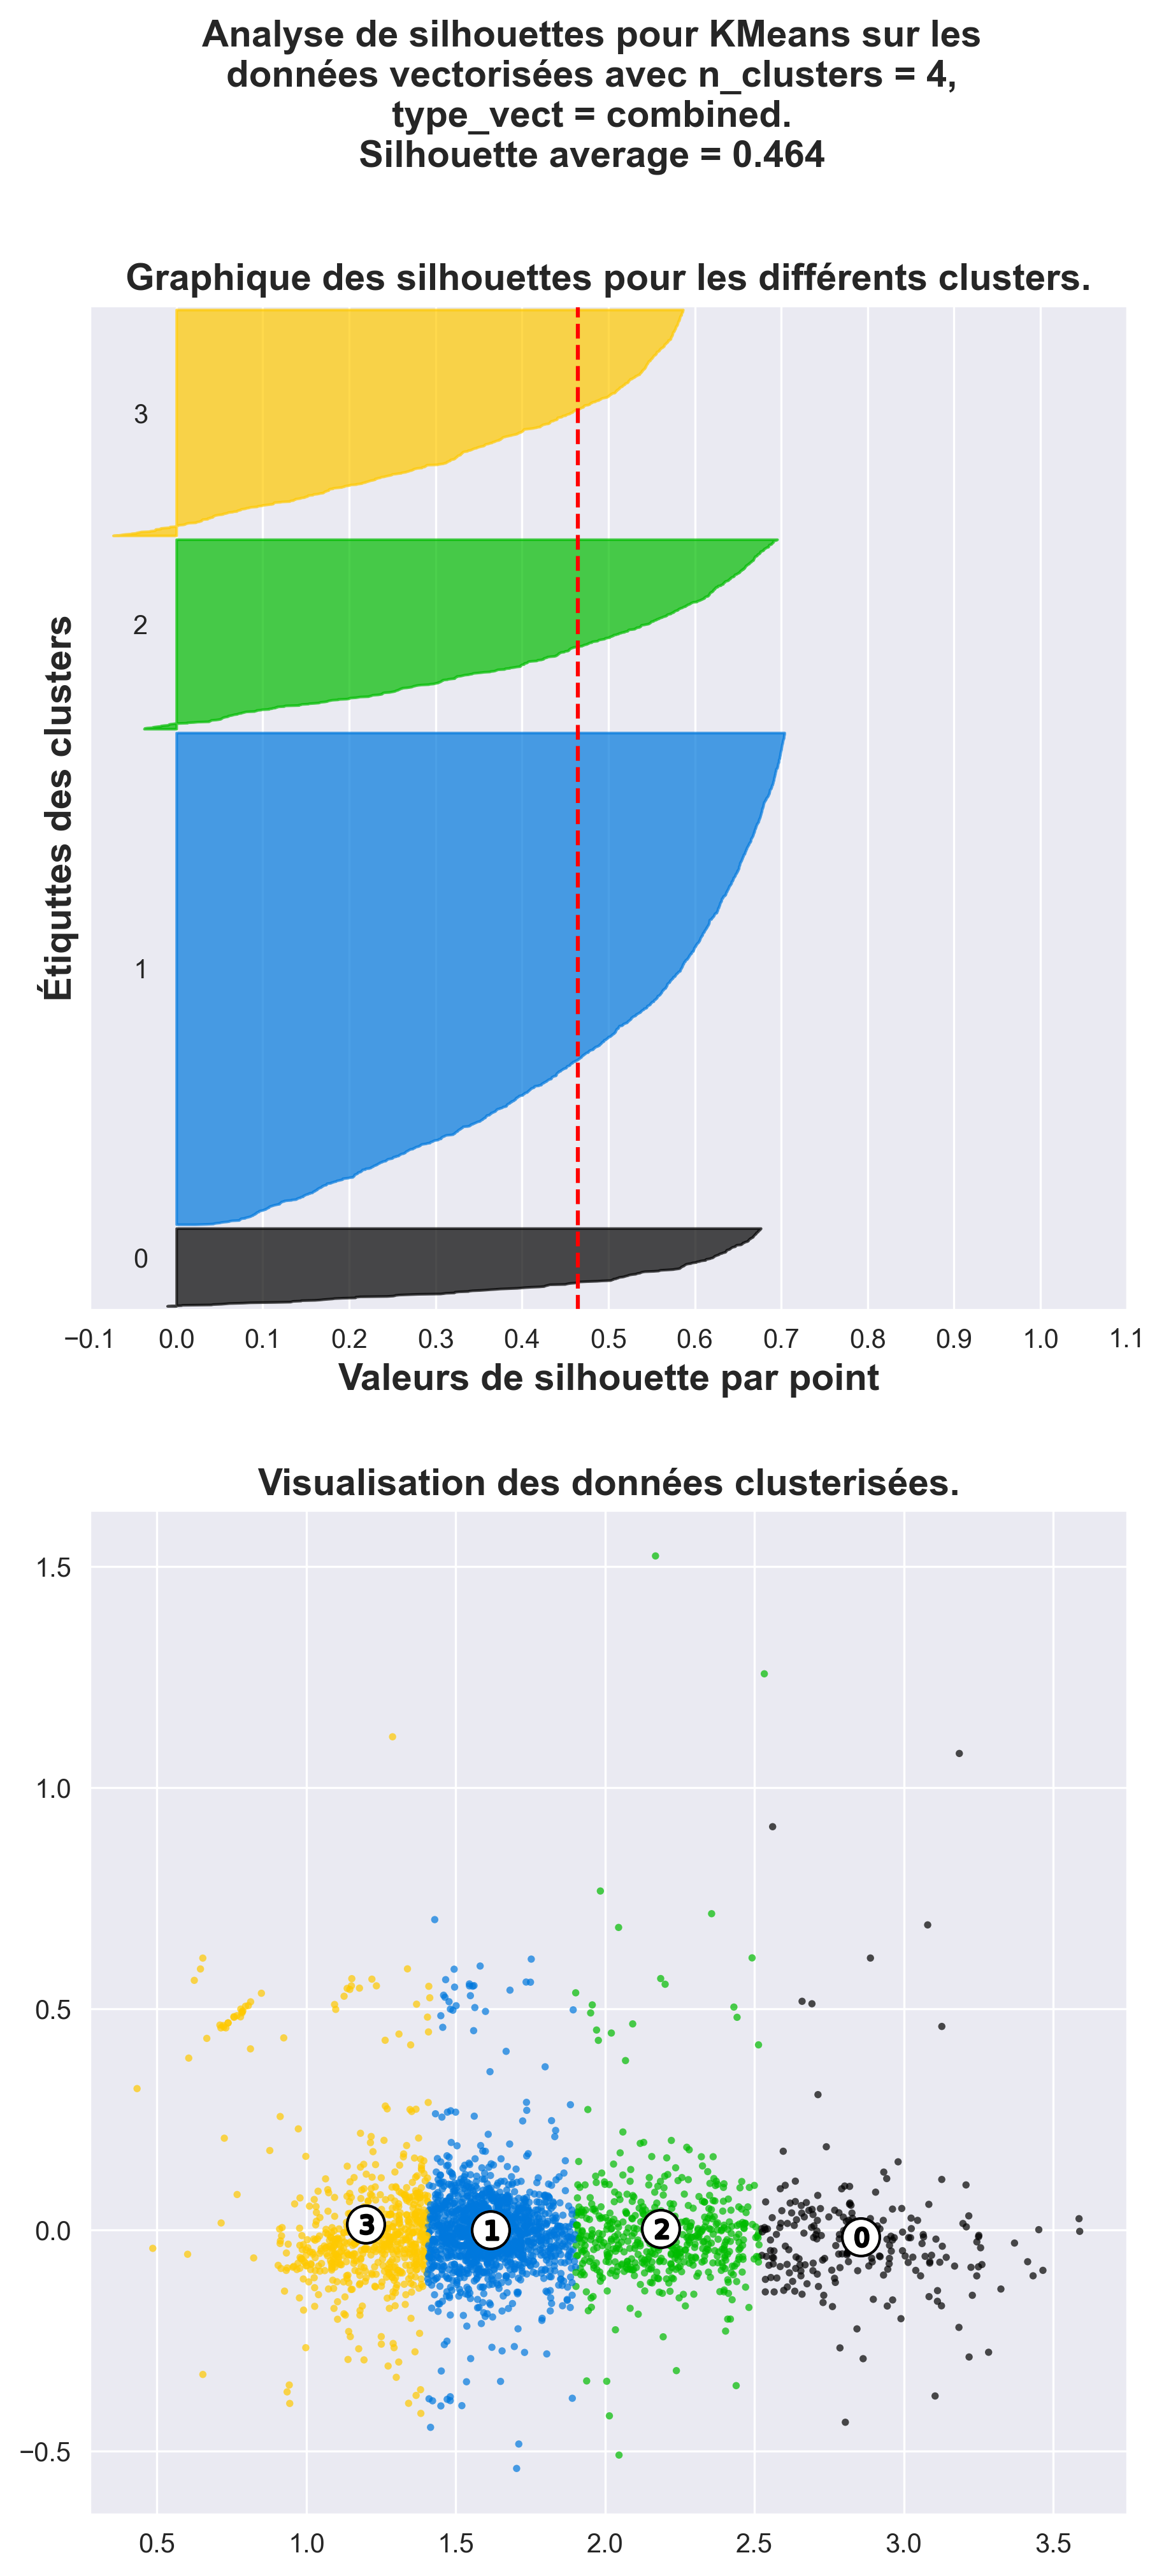 Analyse de silhouettes pour KMeans sur les
données vectorisées avec n_clusters = 4,
type_vect = combined.
Silhouette average = 0.464
Graphique des silhouettes pour les différents clusters.
3
2
1
0
Étiquttes des clusters
−0.1 0.0 0.1 0.2 0.3 0.4 0.5 0.6 0.7 0.8 0.9 1.0 1.1
Valeurs de silhouette par point
Visualisation des données clusterisées.
1.5
1.0
0.5
0.0
−0.5
3 1 2 0
0.5 1.0 1.5 2.0 2.5 3.0 3.5